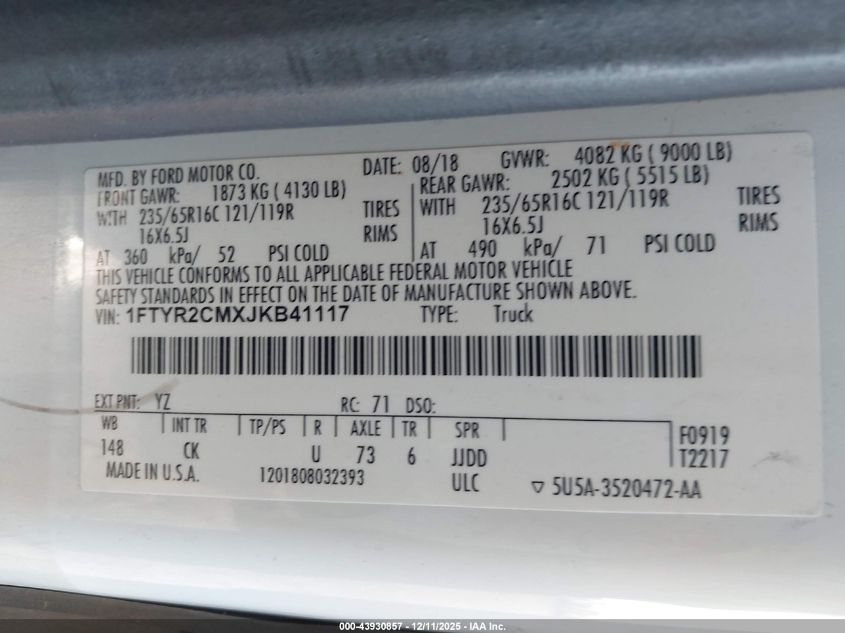 MFD. BY FORD MOTOR CO. DATE: 08/18 GVWR: 4082 KG ( 9000 LB)
FRONT GAWR: 1873 KG ( 4130 LB) REAR GAWR: 2502 KG ( 5515 LB)
WITH 235/65R16C 121/119R TIRES WITH 235/65R16C 121/119R TIRES
16X6.5J RIMS 16X6.5J RIMS
AT 360 kPa/ 52 PSI COLD AT 490 kPa/ 71 PSI COLD
THIS VEHICLE CONFORMS TO ALL APPLICABLE FEDERAL MOTOR VEHICLE
SAFETY STANDARDS IN EFFECT ON THE DATE OF MANUFACTURE SHOWN ABOVE.
VIN: 1FTYR2CMXJKB41117 TYPE: Truck
EXT PNT: YZ RC: 71 DSO:
WB INT TR TP/PS R AXLE TR SPR F0919
148 CK U 73 6 JJDD T2217
MADE IN U.S.A. 1201808032393 ULC ▽ 5U5A-3520472-AA
000-43930857 - 12/11/2025 - IAA Inc.